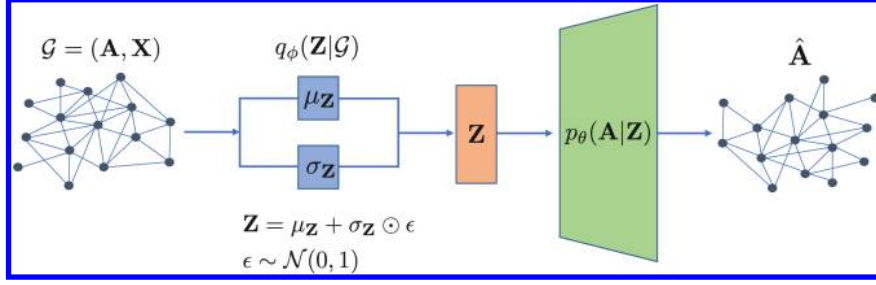 𝒢 = (A, X)
q_ϕ(Z|𝒢)
μ_Z
σ_Z
Z = μ_Z + σ_Z ⊙ ϵ
ϵ ∼ 𝒩(0, 1)
Z
p_θ(A|Z)
Â